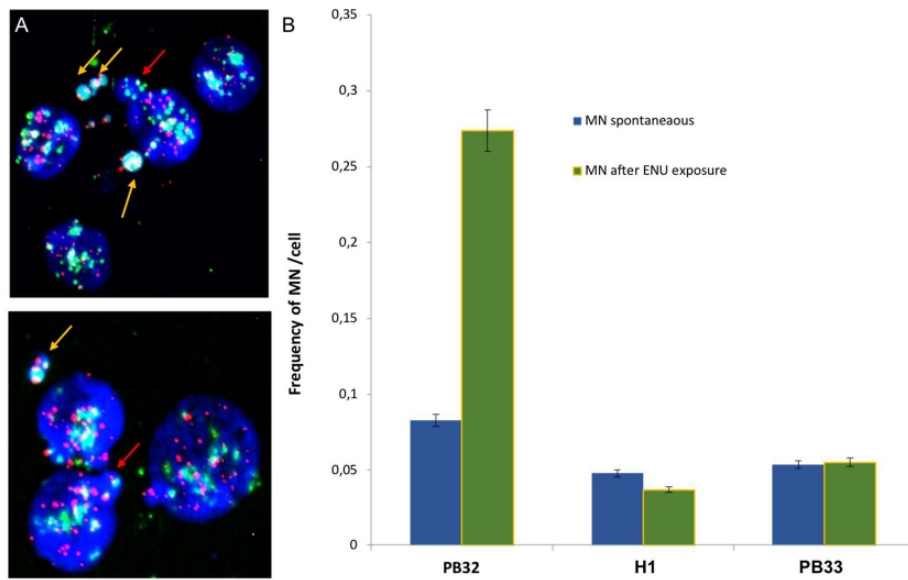 A
B
0,35
0,3
0,25
0,2
0,15
0,1
0,05
0
Frequency of MN /cell
MN spontaneaous
MN after ENU exposure
PB32
H1
PB33